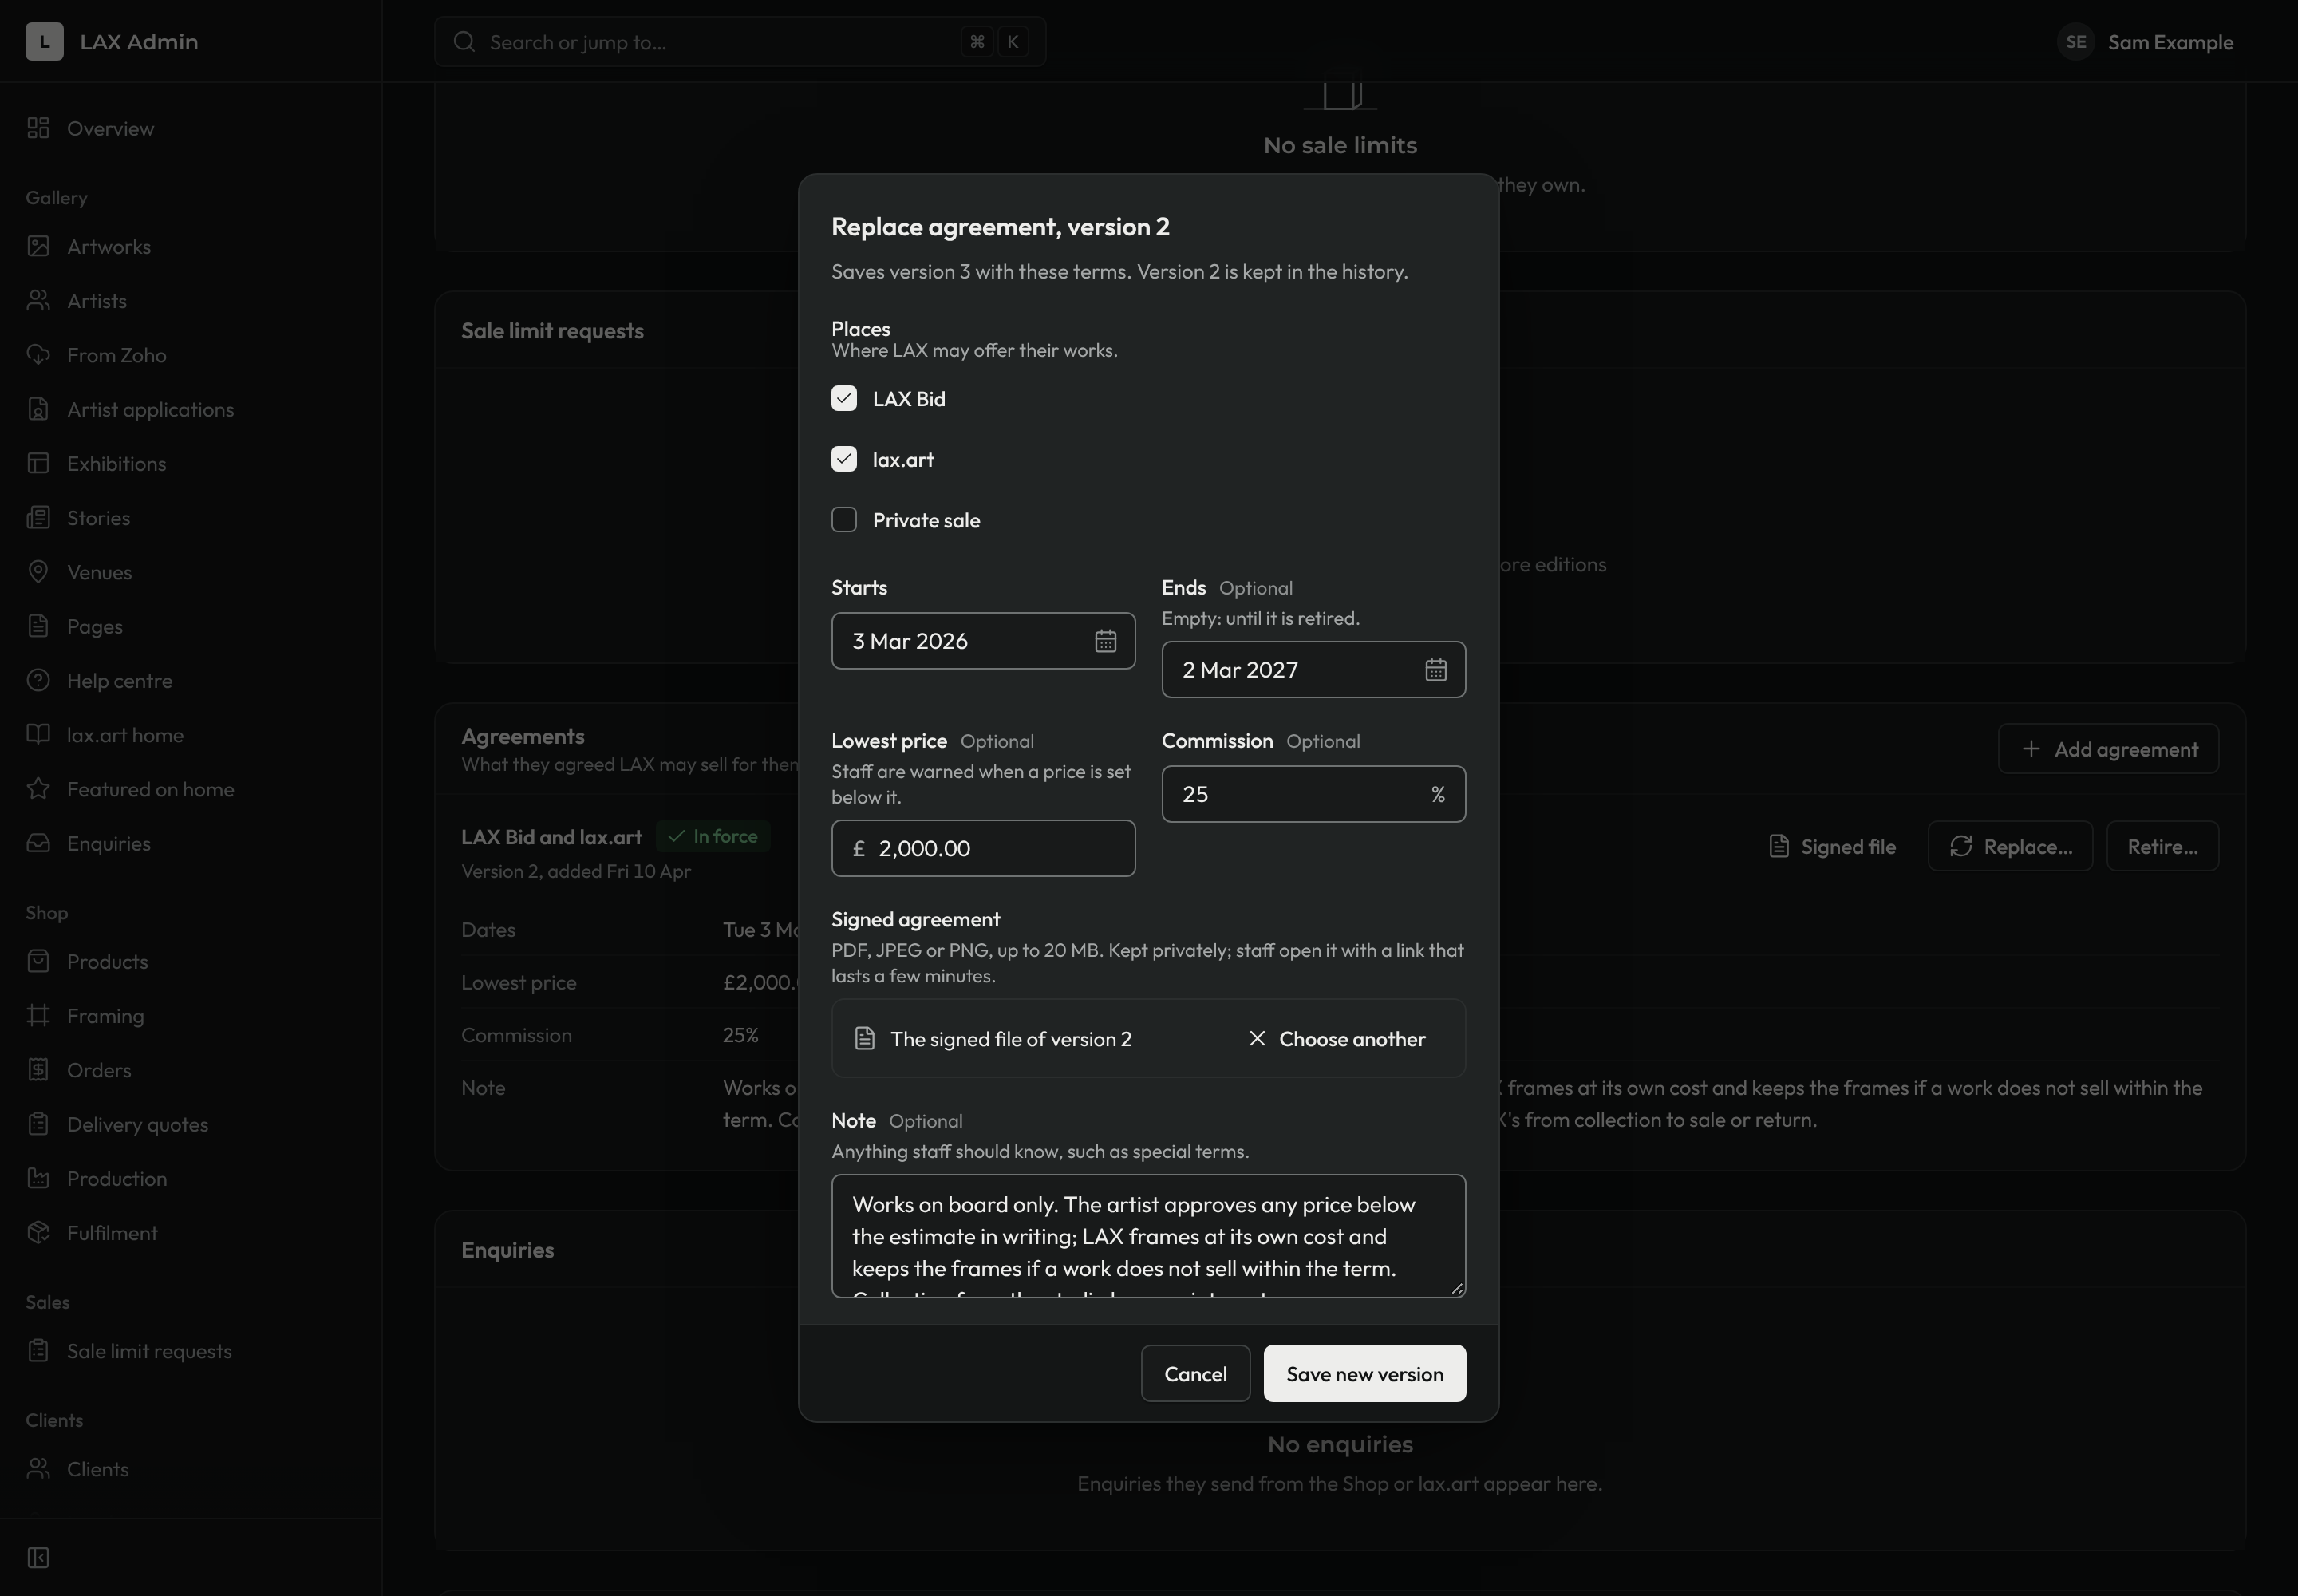 L LAX Admin
Search or jump to...
⌘ K
SE Sam Example
Overview
Gallery
Artworks
Artists
From Zoho
Artist applications
Exhibitions
Stories
Venues
Pages
Help centre
lax.art home
Featured on home
Enquiries
Shop
Products
Framing
Orders
Delivery quotes
Production
Fulfilment
Sales
Sale limit requests
Clients
Clients
No sale limits
they own.
Sale limit requests
ore editions
Agreements
What they agreed LAX may sell for
Add agreement
LAX Bid and lax.art In force
Version 2, added Fri 10 Apr
Signed file
Replace...
Retire...
Dates Tue 3
Lowest price £2,000.
Commission 25%
Note Works
frames at its own cost and keeps the frames if a work does not sell within the
term.
's from collection to sale or return.
Enquiries
No enquiries
Enquiries they send from the Shop or lax.art appear here.
Replace agreement, version 2
Saves version 3 with these terms. Version 2 is kept in the history.
Places
Where LAX may offer their works.
LAX Bid
lax.art
Private sale
Starts
3 Mar 2026
Ends Optional
Empty: until it is retired.
2 Mar 2027
Lowest price Optional
Staff are warned when a price is set
below it.
£ 2,000.00
Commission Optional
25 %
Signed agreement
PDF, JPEG or PNG, up to 20 MB. Kept privately; staff open it with a link that
lasts a few minutes.
The signed file of version 2
Choose another
Note Optional
Anything staff should know, such as special terms.
Works on board only. The artist approves any price below
the estimate in writing; LAX frames at its own cost and
keeps the frames if a work does not sell within the term.
Cancel
Save new version